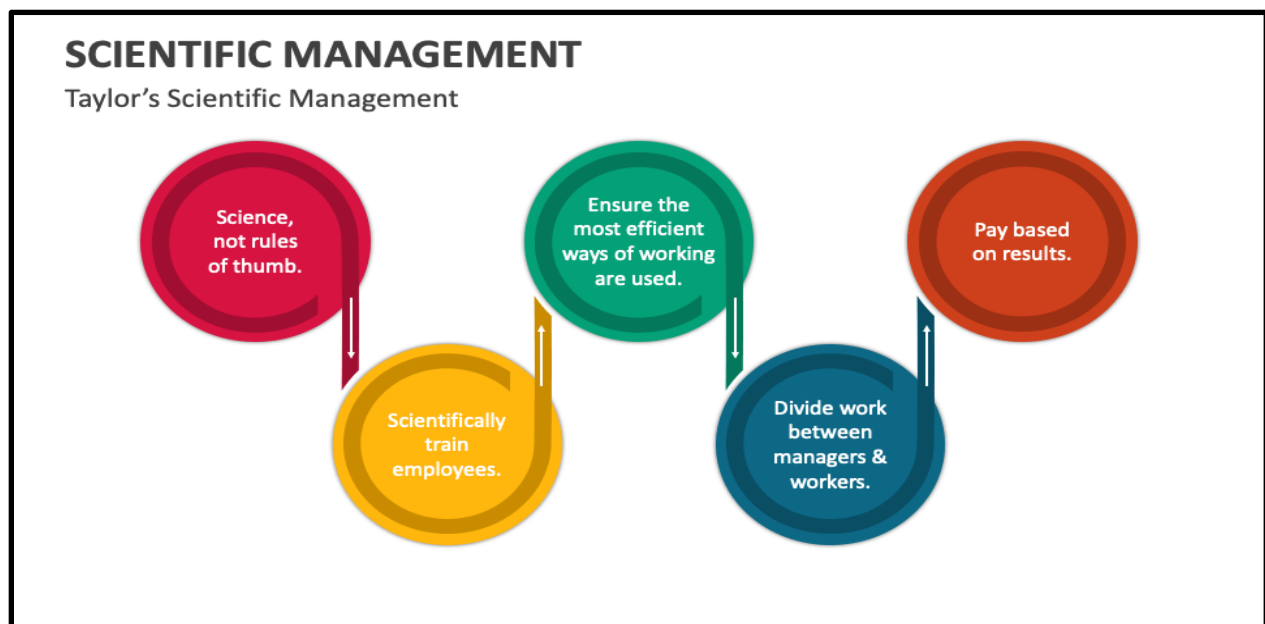 SCIENTIFIC MANAGEMENT
Taylor’s Scientific Management
Science,
not rules
of thumb.
Scientifically
train
employees.
Ensure the
most efficient
ways of working
are used.
Divide work
between
managers &
workers.
Pay based
on results.